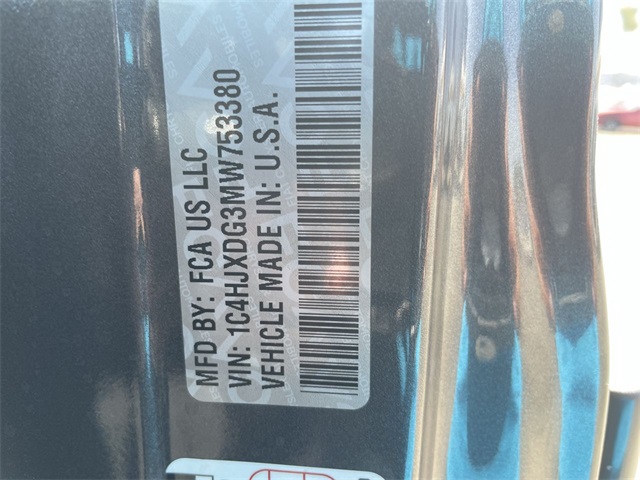 MFD BY: FCA US LLC
VIN: 1C4HJXDG3MW753380
VEHICLE MADE IN: U.S.A.